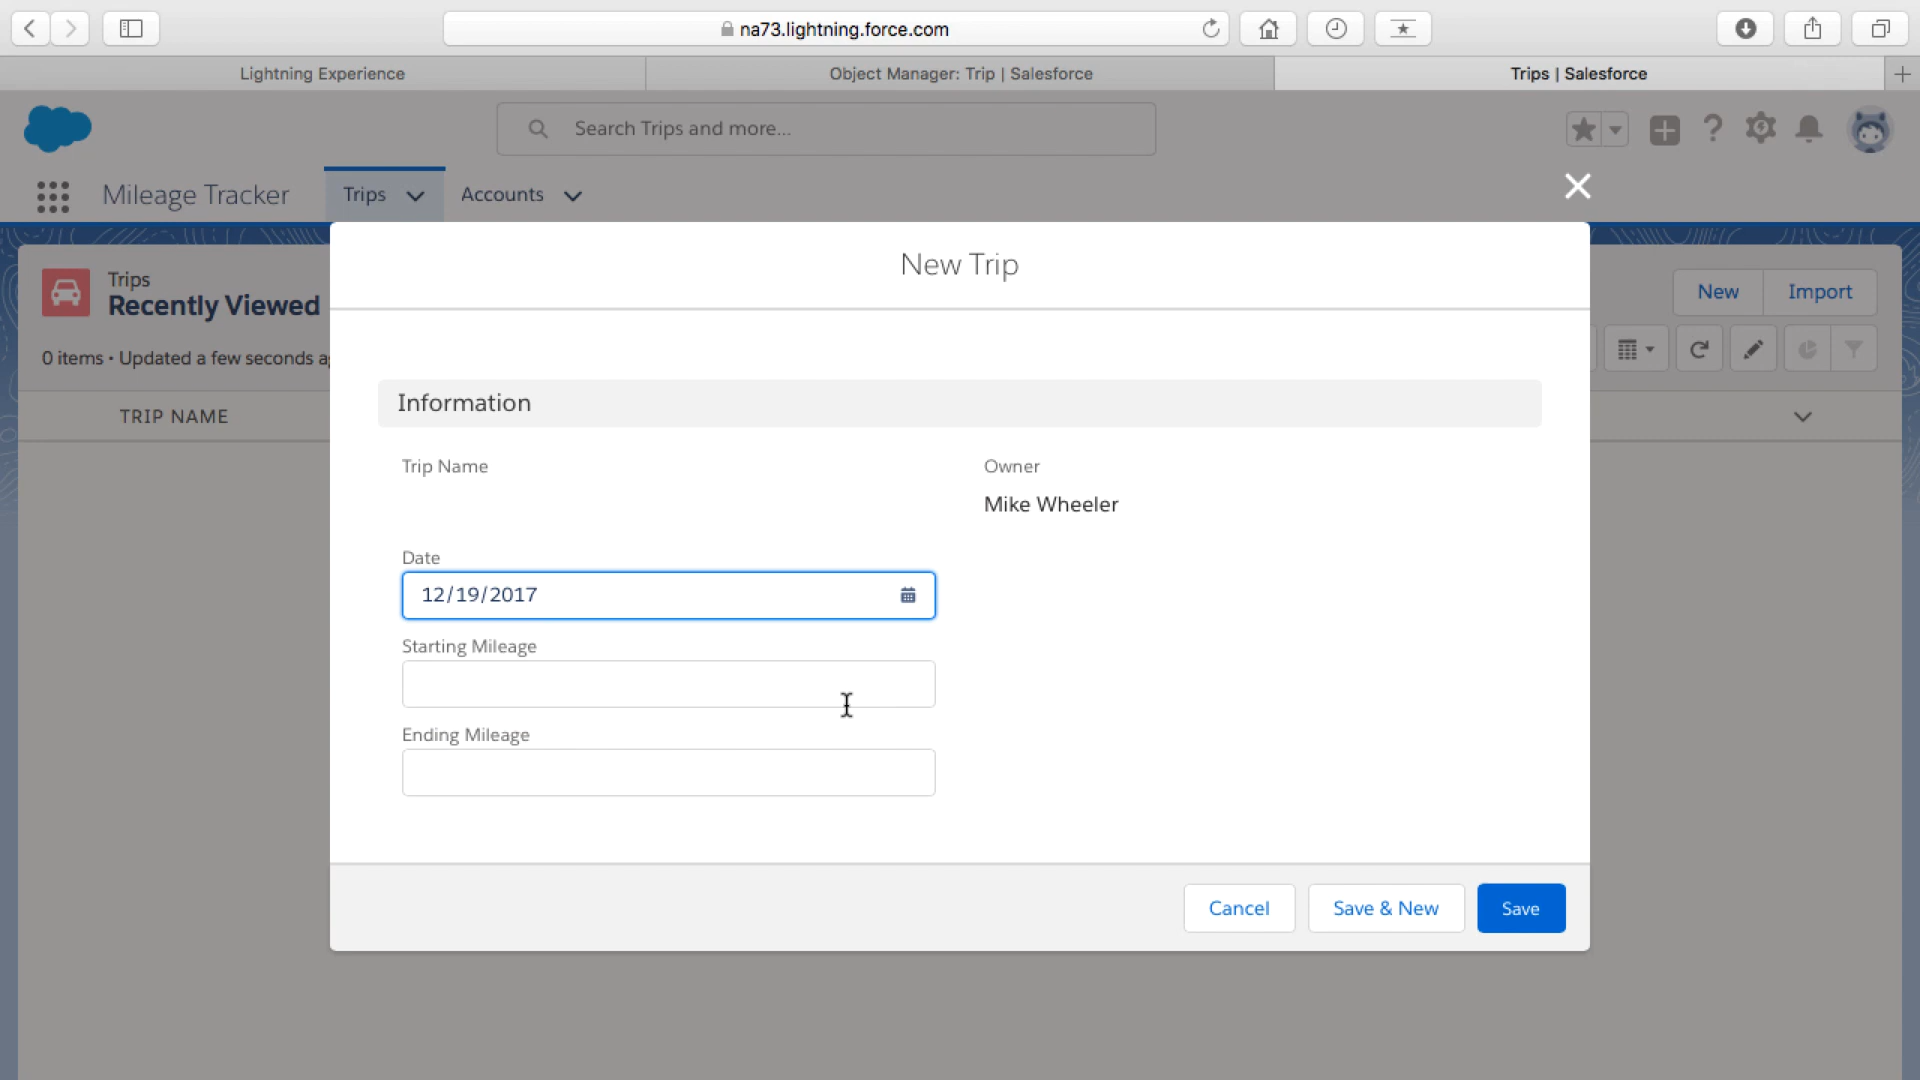 na73.lightning.force.com
Lightning Experience
Object Manager: Trip | Salesforce
Trips | Salesforce
Search Trips and more...
Mileage Tracker
Trips
Accounts
New Trip
Trips
Recently Viewed
New
Import
0 items • Updated a few seconds
TRIP NAME
Information
Trip Name
Owner
Mike Wheeler
Date
12/19/2017
Starting Mileage
Ending Mileage
Cancel
Save & New
Save